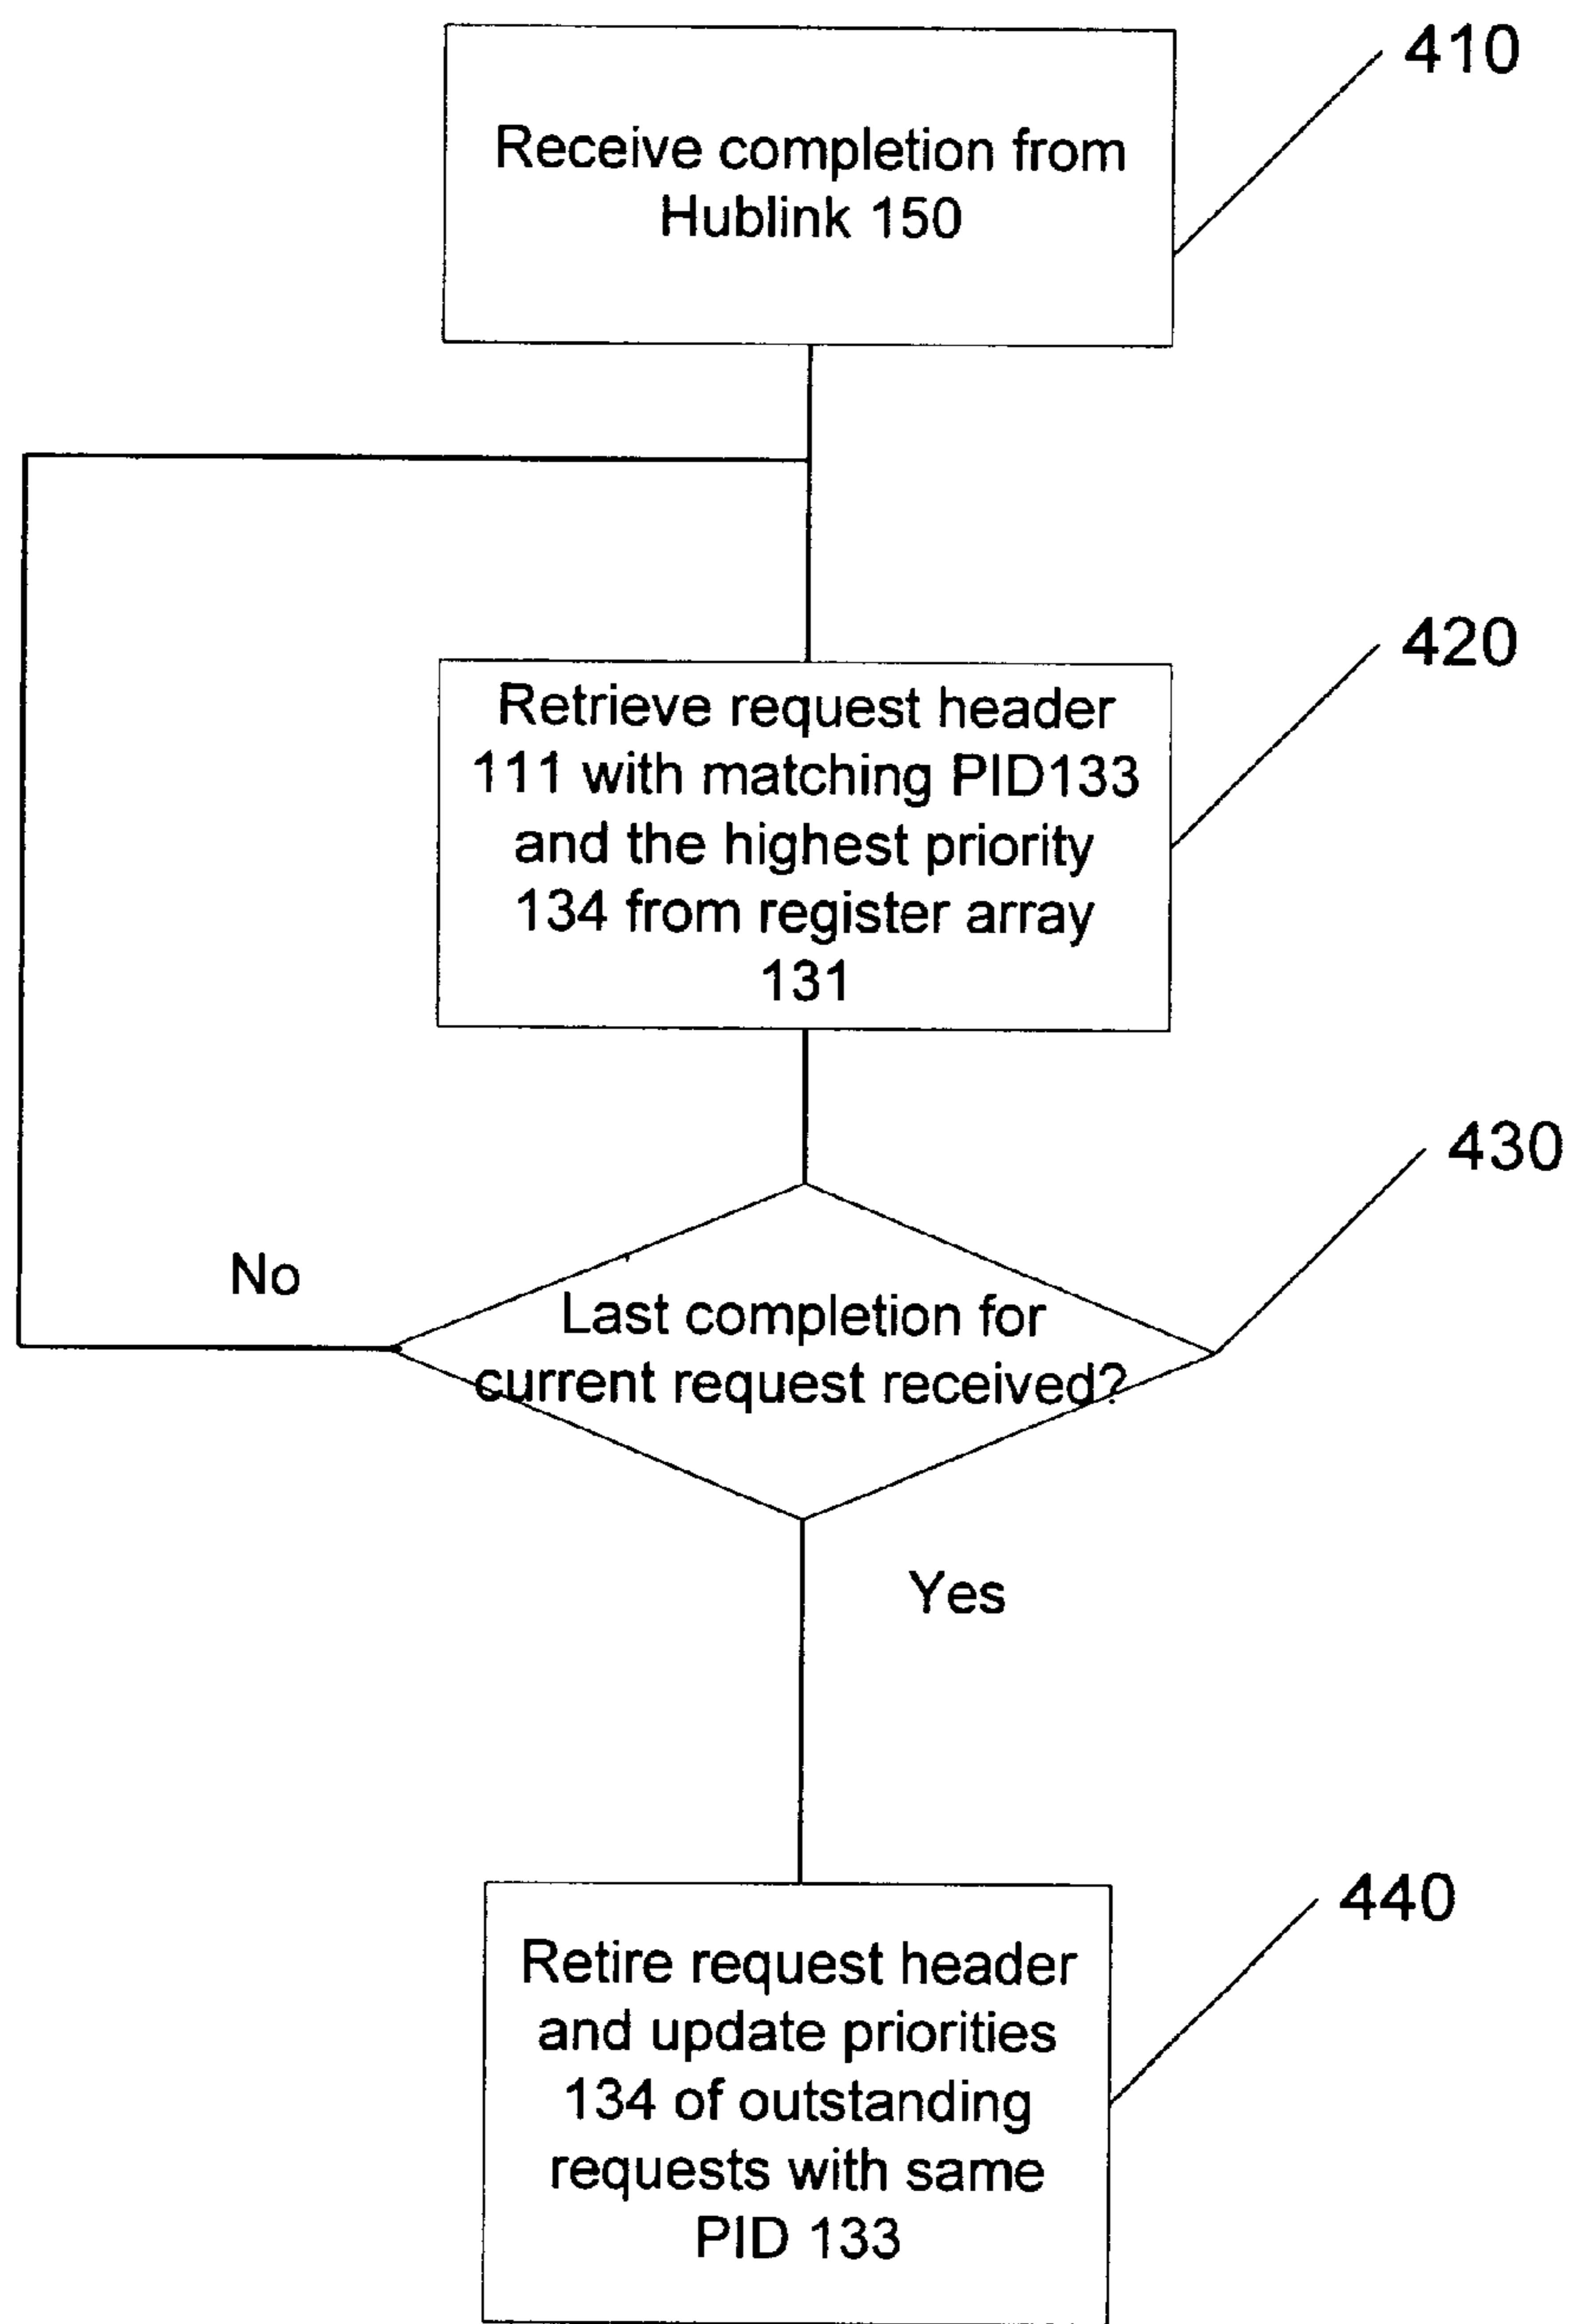 410
Receive completion from
Hublink 150
420
Retrieve request header
111 with matching PID133
and the highest priority
134 from register array
131
430
No
Last completion for
current request received?
Yes
440
Retire request header
and update priorities
134 of outstanding
requests with same
PID 133